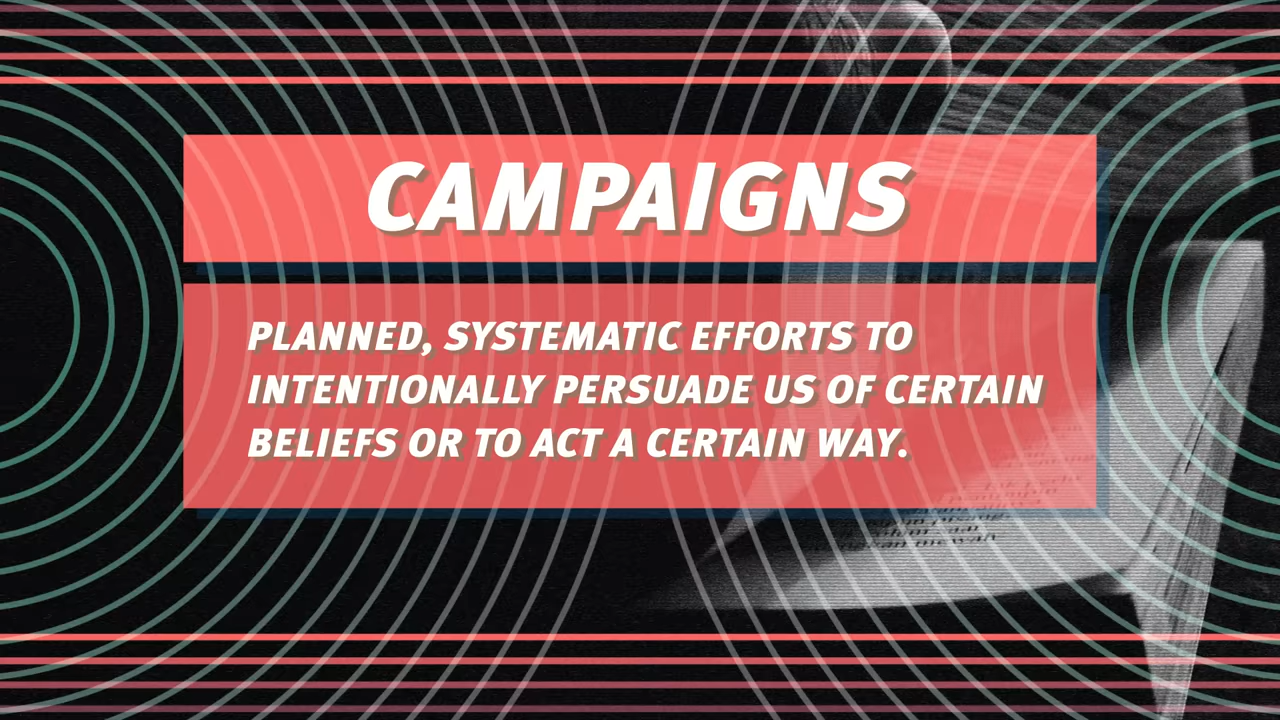 CAMPAIGNS
PLANNED, SYSTEMATIC EFFORTS TO
INTENTIONALLY PERSUADE US OF CERTAIN
BELIEFS OR TO ACT A CERTAIN WAY.